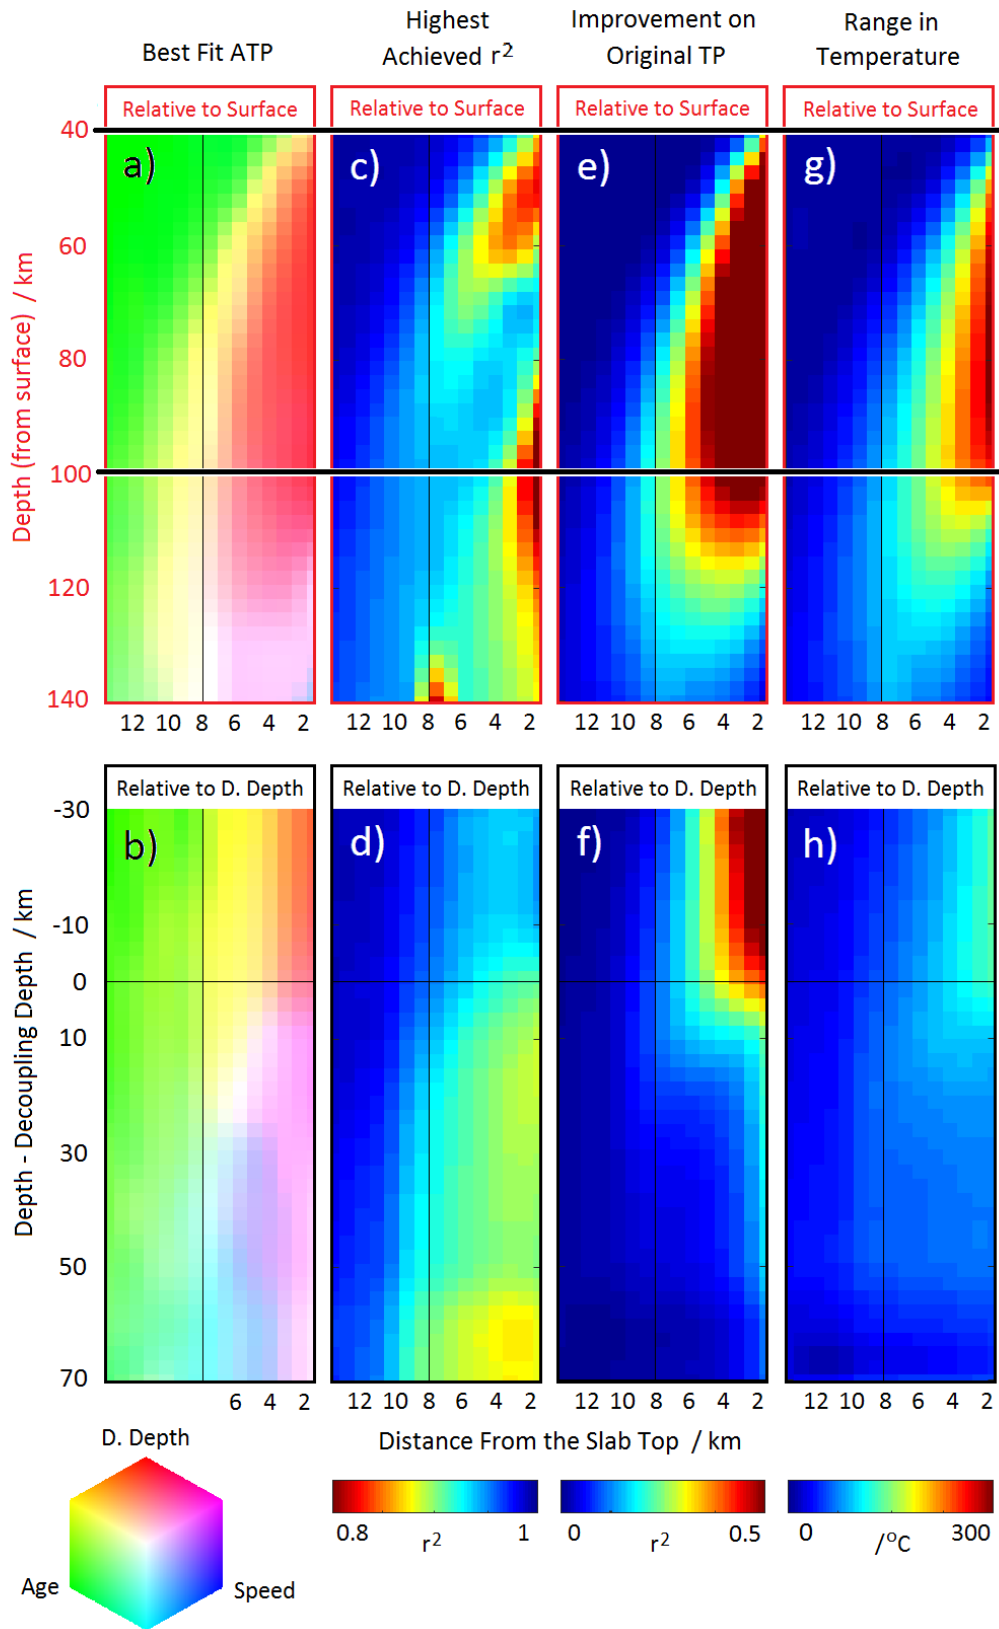 Best Fit ATP
Highest
Achieved r²
Improvement on
Original TP
Range in
Temperature
Relative to Surface
Relative to Surface
Relative to Surface
Relative to Surface
a)
c)
e)
g)
40
60
80
100
120
140
Depth (from surface) / km
12 10 8 6 4 2
12 10 8 6 4 2
12 10 8 6 4 2
12 10 8 6 4 2
Relative to D. Depth
Relative to D. Depth
Relative to D. Depth
Relative to D. Depth
b)
d)
f)
h)
-30
-10
0
10
30
50
70
Depth - Decoupling Depth / km
6 4 2
12 10 8 6 4 2
12 10 8 6 4 2
12 10 8 6 4 2
Distance From the Slab Top / km
D. Depth
Age
Speed
0.8
r²
1
0
r²
0.5
0
/°C
300